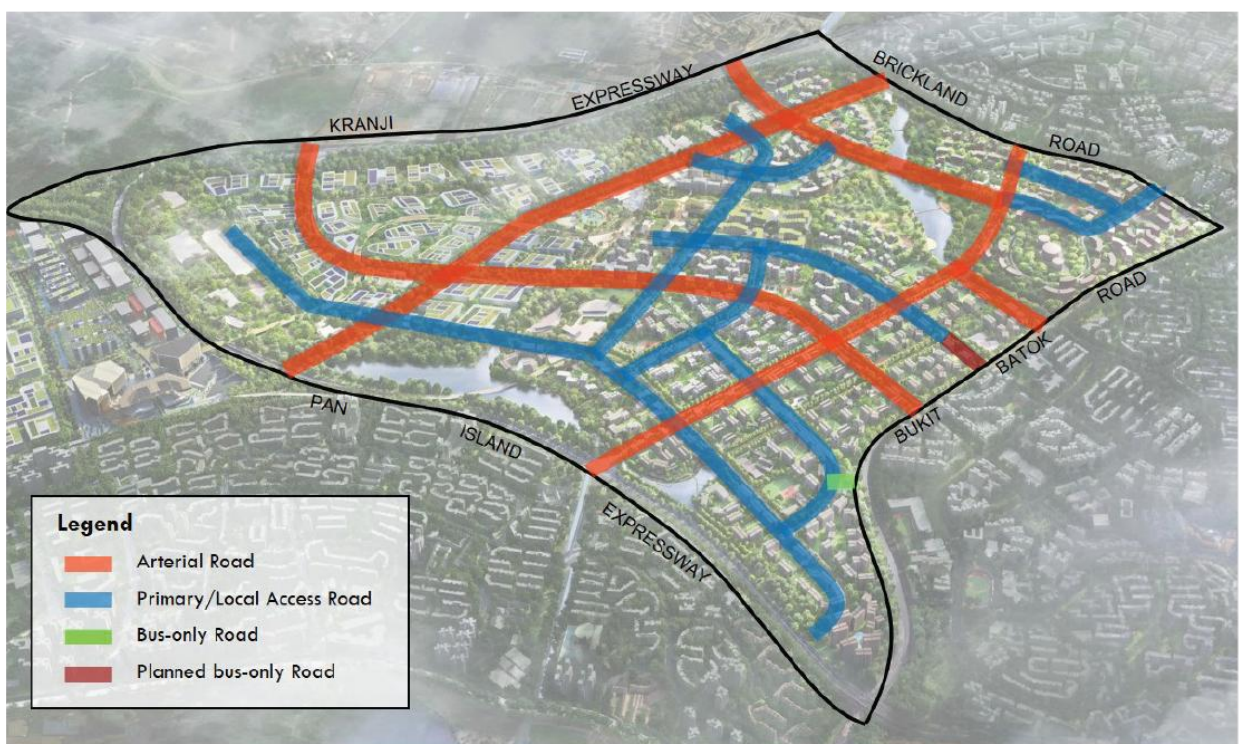 KRANJI
EXPRESSWAY
BRICKLAND
ROAD
ROAD
BATOK
BUKIT
PAN
ISLAND
EXPRESSWAY
Legend
Arterial Road
Primary/Local Access Road
Bus-only Road
Planned bus-only Road